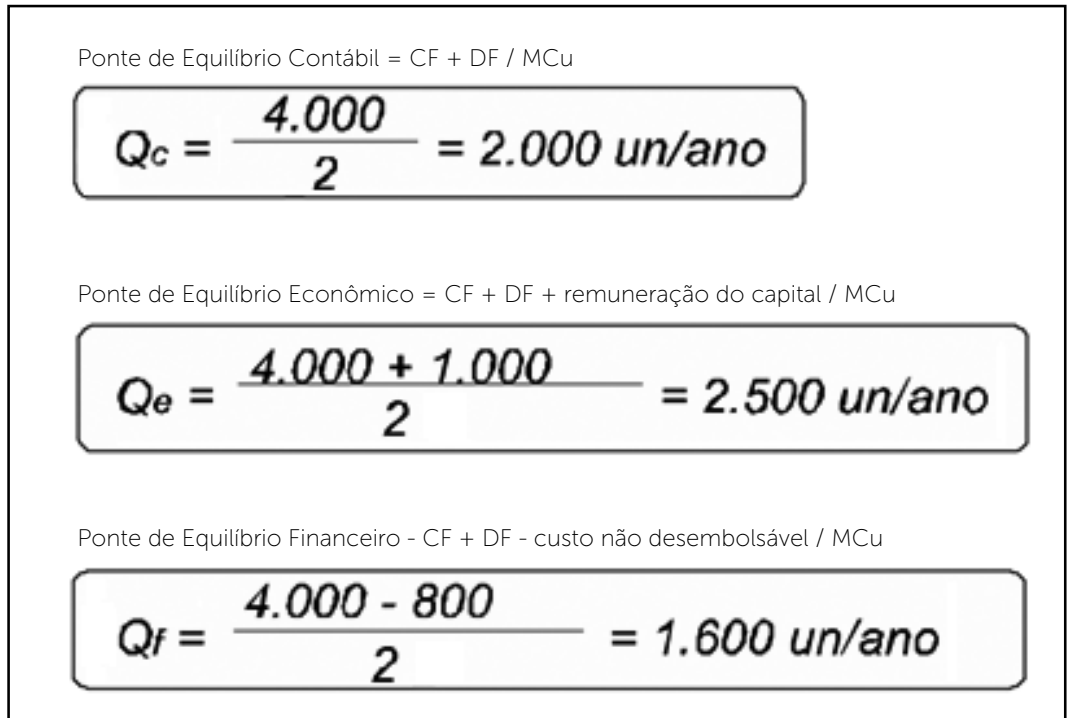 Ponte de Equilíbrio Contábil = CF + DF / MCu
Qc = 4.000 / 2 = 2.000 un/ano
Ponte de Equilíbrio Econômico = CF + DF + remuneração do capital / MCu
Qe = 4.000 + 1.000 / 2 = 2.500 un/ano
Ponte de Equilíbrio Financeiro - CF + DF - custo não desembolsável / MCu
Qf = 4.000 - 800 / 2 = 1.600 un/ano